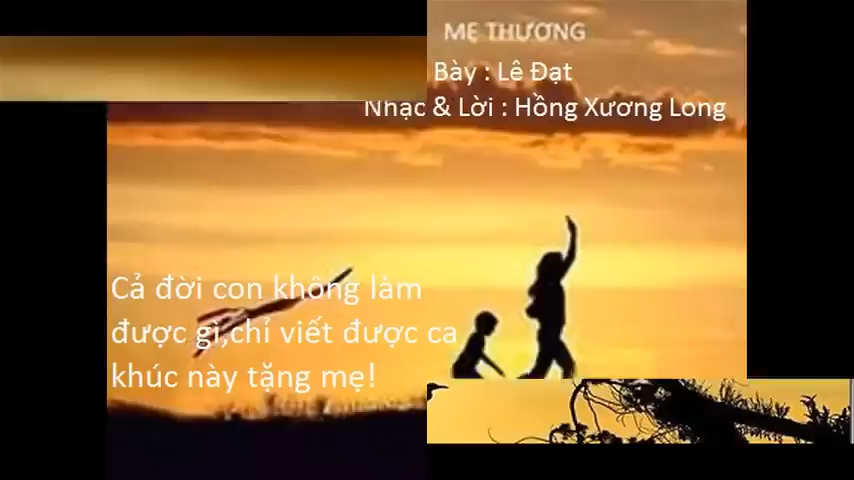 MẸ THƯƠNG
Bày : Lê Đạt
Nhạc & Lời : Hồng Xương Long
Cả đời con không làm
được gì,chỉ viết được ca
khúc này tặng mẹ!